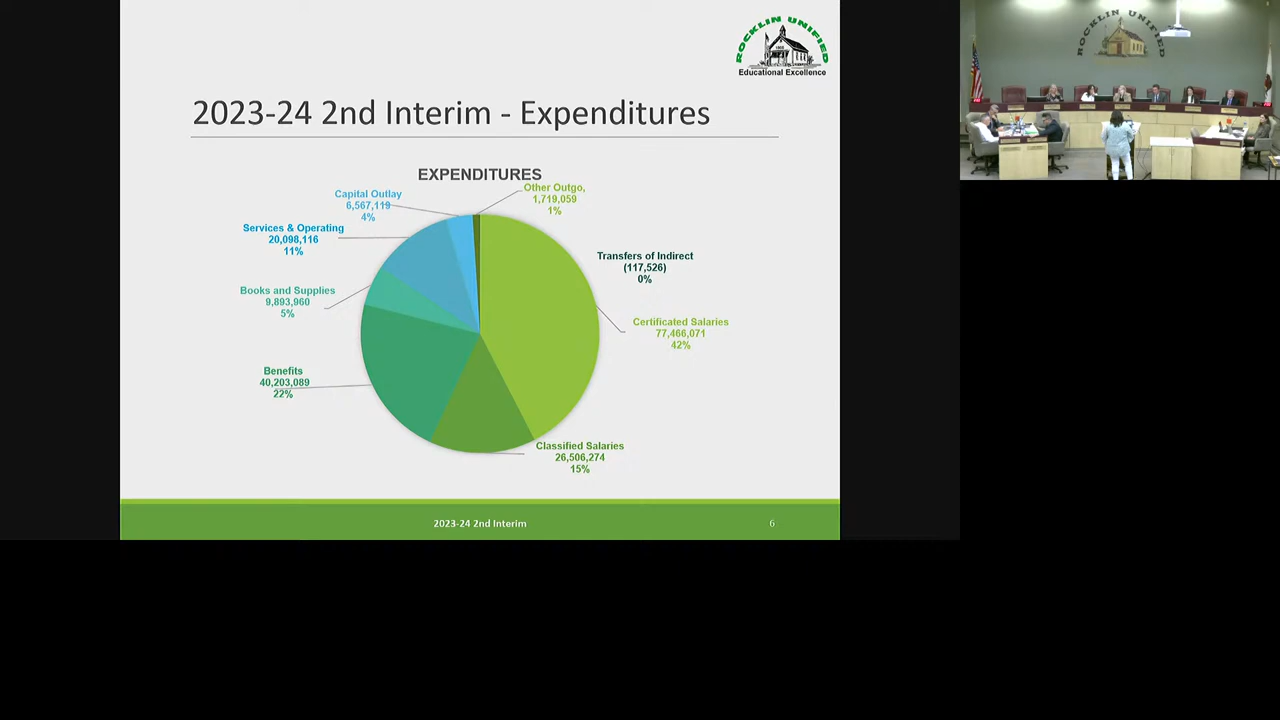 ROCKLIN UNIFIED
Educational Excellence
2023-24 2nd Interim - Expenditures
EXPENDITURES
Other Outgo,
1,719,059
1%
Capital Outlay
6,567,119
4%
Services & Operating
20,098,116
11%
Transfers of Indirect
(117,526)
0%
Books and Supplies
9,893,960
5%
Certificated Salaries
77,466,071
42%
Benefits
40,203,089
22%
Classified Salaries
26,506,274
15%
2023-24 2nd Interim
6
ROCKLIN UNIFIED